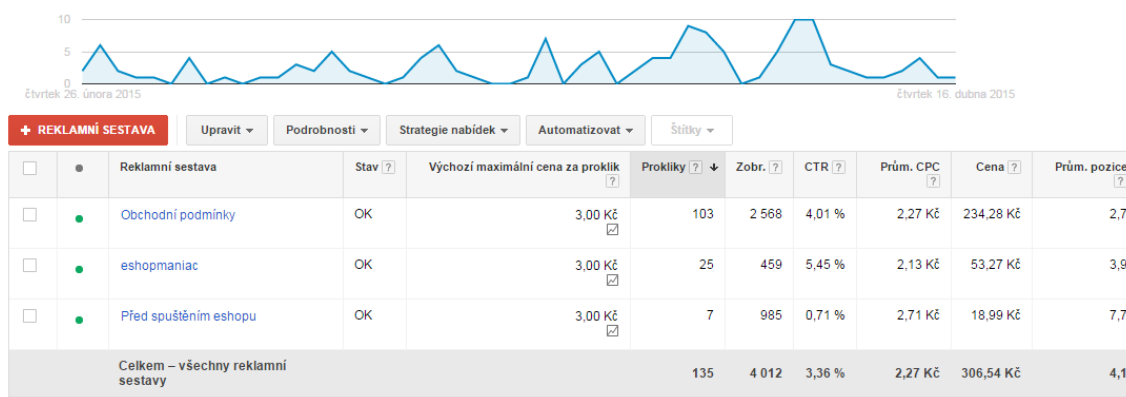 10
5
0
čtvrtek 26. února 2015 čtvrtek 16. dubna 2015
+ REKLAMNÍ SESTAVA Upravit Podrobnosti Strategie nabídek Automatizovat Štítky
Reklamní sestava Stav ? Výchozí maximální cena za proklik ? Prokliky ? Zobr. ? CTR ? Prům. CPC ? Cena ? Prům. pozice ?
Obchodní podmínky OK 3,00 Kč 103 2 568 4,01 % 2,27 Kč 234,28 Kč 2,7
eshopmaniac OK 3,00 Kč 25 459 5,45 % 2,13 Kč 53,27 Kč 3,9
Před spuštěním eshopu OK 3,00 Kč 7 985 0,71 % 2,71 Kč 18,99 Kč 7,7
Celkem – všechny reklamní
sestavy 135 4 012 3,36 % 2,27 Kč 306,54 Kč 4,1